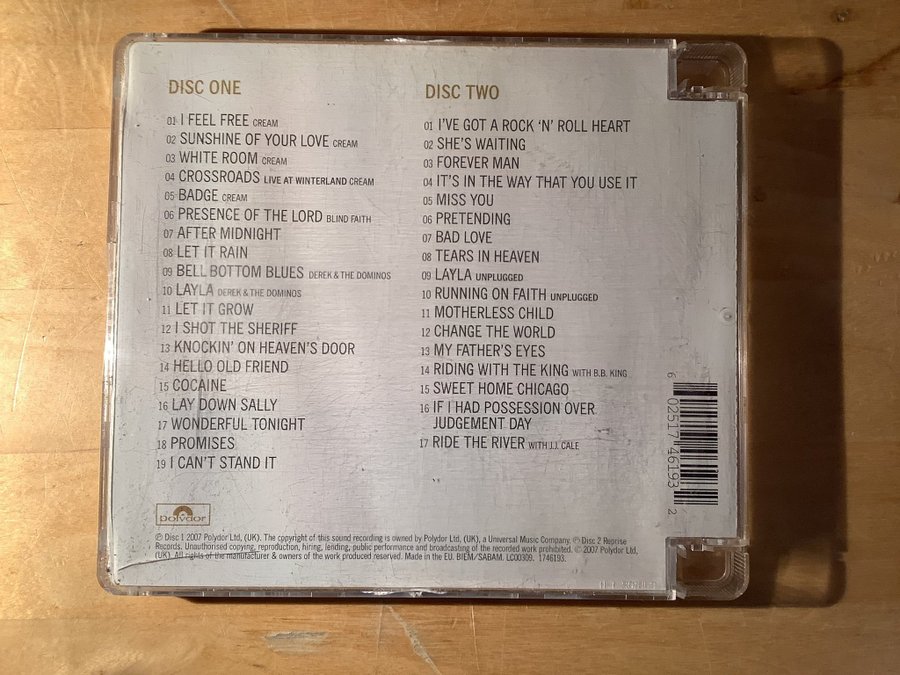 DISC ONE
01 I FEEL FREE CREAM
02 SUNSHINE OF YOUR LOVE CREAM
03 WHITE ROOM CREAM
04 CROSSROADS LIVE AT WINTERLAND CREAM
05 BADGE CREAM
06 PRESENCE OF THE LORD BLIND FAITH
07 AFTER MIDNIGHT
08 LET IT RAIN
09 BELL BOTTOM BLUES DEREK & THE DOMINOS
10 LAYLA DEREK & THE DOMINOS
11 LET IT GROW
12 I SHOT THE SHERIFF
13 KNOCKIN' ON HEAVEN'S DOOR
14 HELLO OLD FRIEND
15 COCAINE
16 LAY DOWN SALLY
17 WONDERFUL TONIGHT
18 PROMISES
19 I CAN'T STAND IT
DISC TWO
01 I'VE GOT A ROCK 'N' ROLL HEART
02 SHE'S WAITING
03 FOREVER MAN
04 IT'S IN THE WAY THAT YOU USE IT
05 MISS YOU
06 PRETENDING
07 BAD LOVE
08 TEARS IN HEAVEN
09 LAYLA UNPLUGGED
10 RUNNING ON FAITH UNPLUGGED
11 MOTHERLESS CHILD
12 CHANGE THE WORLD
13 MY FATHER'S EYES
14 RIDING WITH THE KING WITH B.B. KING
15 SWEET HOME CHICAGO
16 IF I HAD POSSESSION OVER
JUDGEMENT DAY
17 RIDE THE RIVER WITH J.J. CALE
6 02517 46193 2
polydor
℗ Disc 1 2007 Polydor Ltd, (UK). The copyright of this sound recording is owned by Polydor Ltd, (UK), a Universal Music Company. ℗ Disc 2 Reprise
Records. Unauthorised copying, reproduction, hiring, lending, public performance and broadcasting of the recorded work prohibited. © 2007 Polydor Ltd,
(UK). All rights of the manufacturer & owners of the work produced reserved. Made in the EU. BIEM/SABAM. LC00309. 1746193.